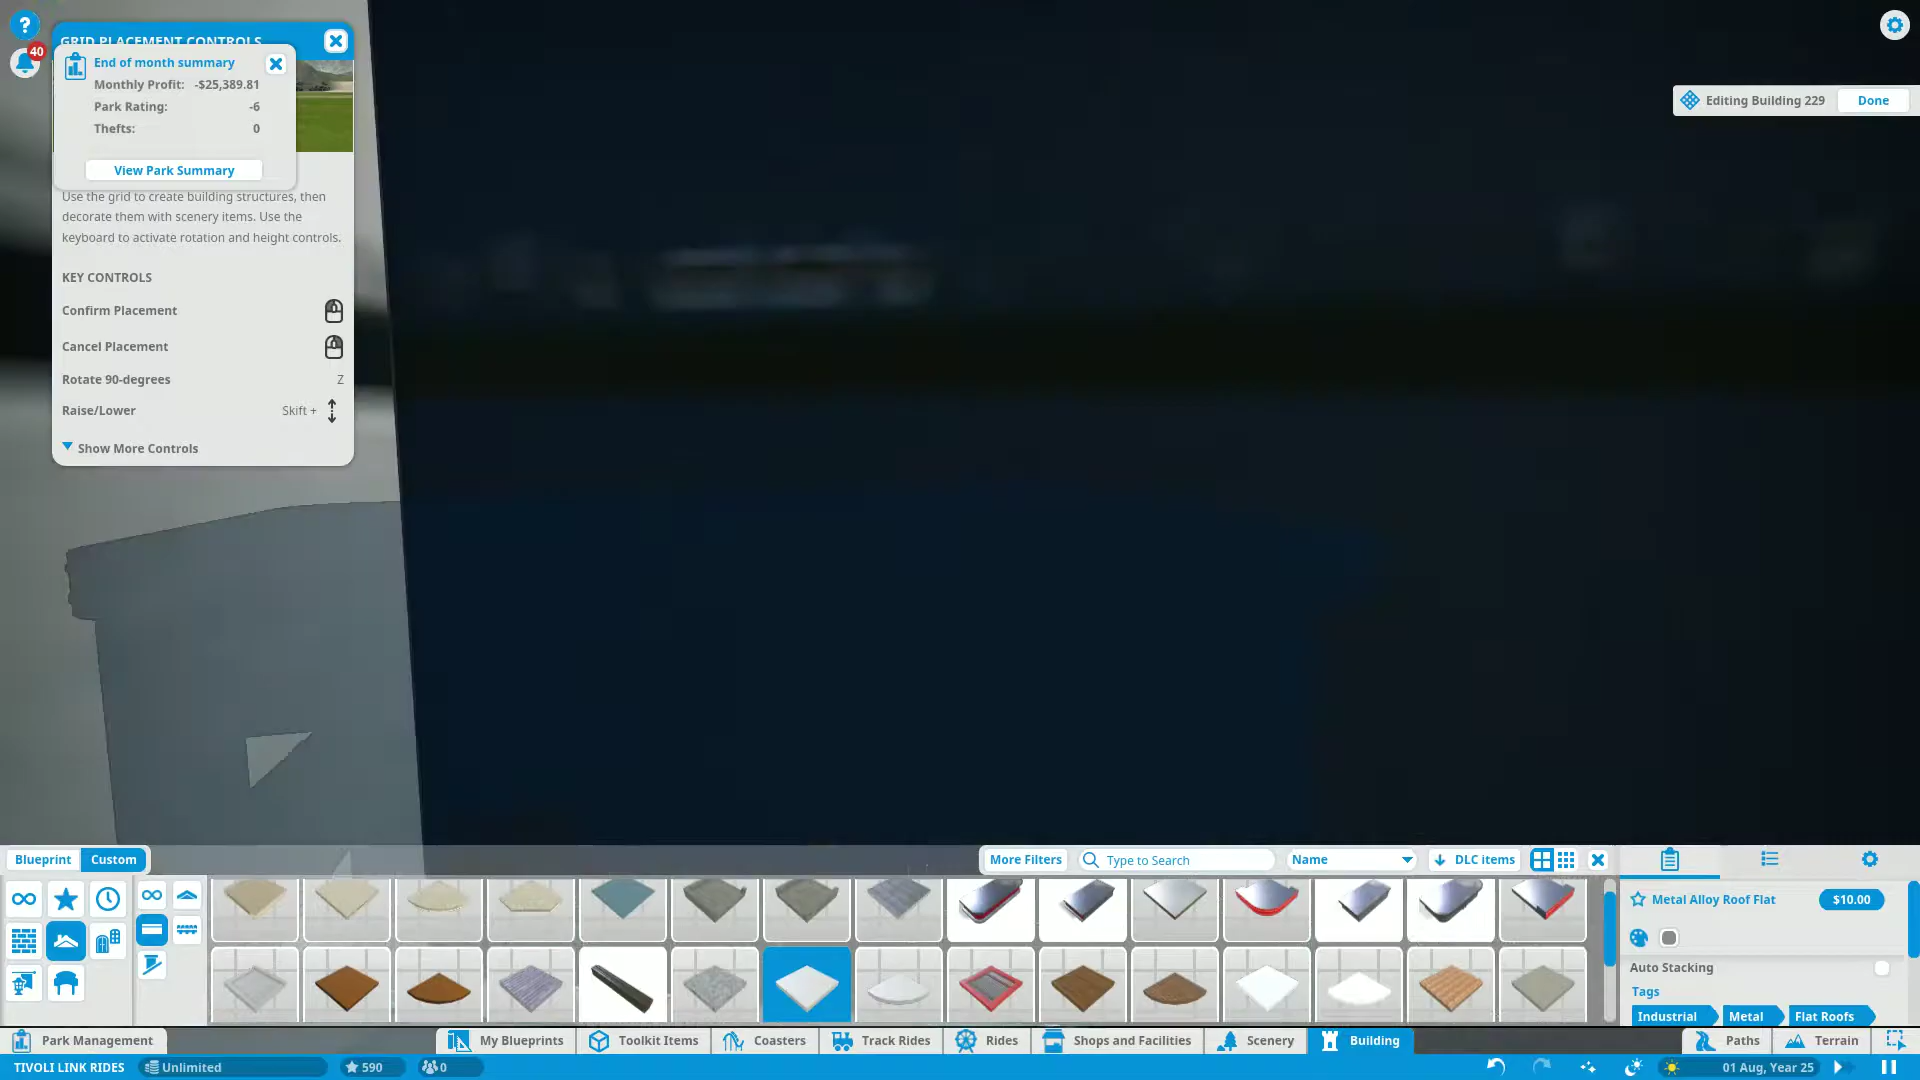 GRID PLACEMENT CONTROLS
40
End of month summary
Monthly Profit: -$25,389.81
Park Rating: -6
Thefts: 0
View Park Summary
Use the grid to create building structures, then
decorate them with scenery items. Use the
keyboard to activate rotation and height controls.
KEY CONTROLS
Confirm Placement
Cancel Placement
Rotate 90-degrees Z
Raise/Lower Skift +
Show More Controls
Editing Building 229 Done
Blueprint Custom
More Filters Type to Search Name DLC items
Metal Alloy Roof Flat $10.00
Auto Stacking
Tags
Industrial Metal Flat Roofs
Park Management My Blueprints Toolkit Items Coasters Track Rides Rides Shops and Facilities Scenery Building Paths Terrain
TIVOLI LINK RIDES Unlimited 590 0 01 Aug, Year 25